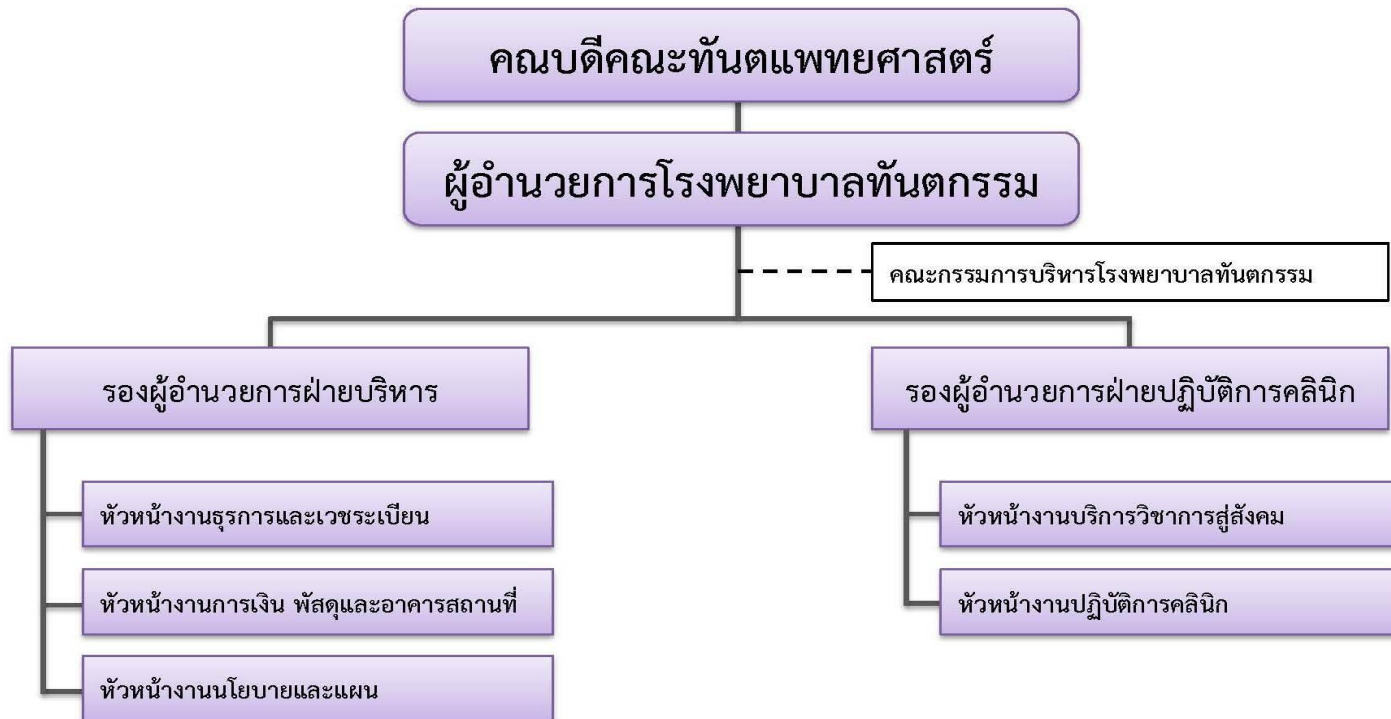 คณบดีคณะทันตแพทยศาสตร์
ผู้อำนวยการโรงพยาบาลทันตกรรม
คณะกรรมการบริหารโรงพยาบาลทันตกรรม
รองผู้อำนวยการฝ่ายบริหาร
หัวหน้างานธุรการและเวชระเบียน
หัวหน้างานการเงิน พัสดุและอาคารสถานที่
หัวหน้างานนโยบายและแผน
รองผู้อำนวยการฝ่ายปฏิบัติการคลินิก
หัวหน้างานบริการวิชาการสู่สังคม
หัวหน้างานปฏิบัติการคลินิก